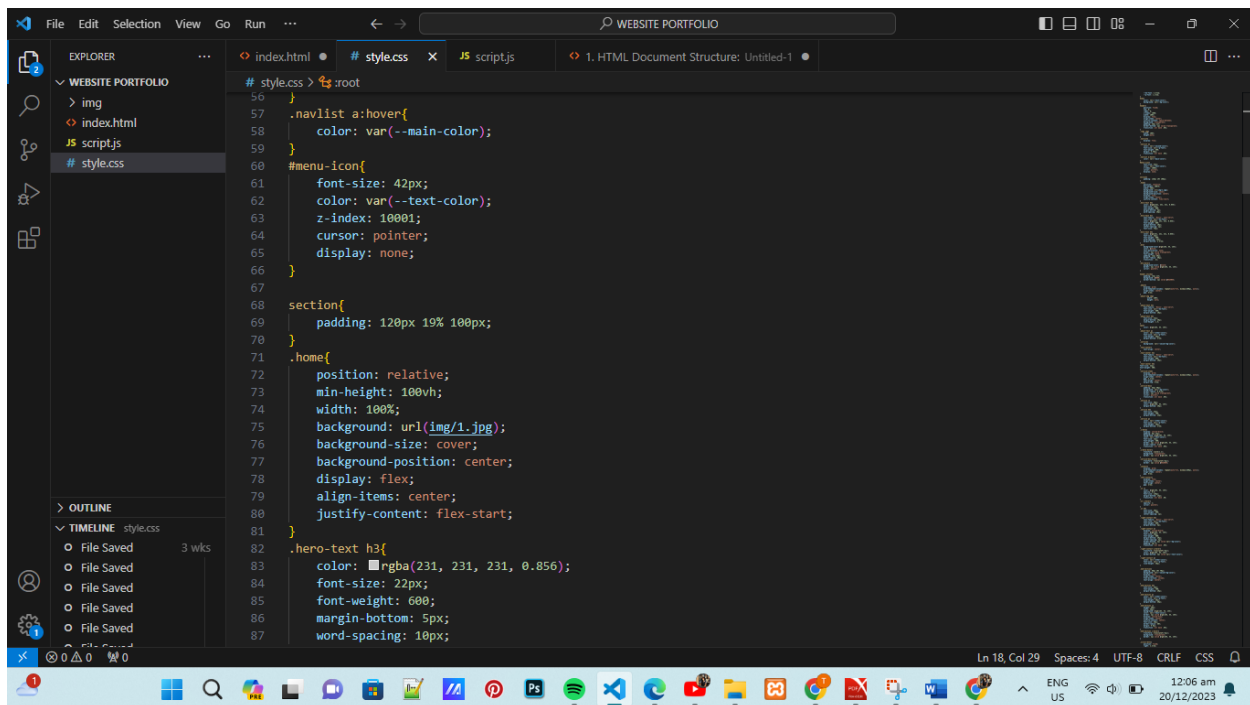 File Edit Selection View Go Run ··· WEBSITE PORTFOLIO
EXPLORER ···
WEBSITE PORTFOLIO
img
index.html
JS script.js
# style.css
OUTLINE
TIMELINE style.css
File Saved 3 wks
File Saved
File Saved
File Saved
File Saved
File Saved
index.html # style.css JS script.js 1. HTML Document Structure: Untitled-1
# style.css > :root
56 }
57 .navlist a:hover{
58 color: var(--main-color);
59 }
60 #menu-icon{
61 font-size: 42px;
62 color: var(--text-color);
63 z-index: 10001;
64 cursor: pointer;
65 display: none;
66 }
67
68 section{
69 padding: 120px 19% 100px;
70 }
71 .home{
72 position: relative;
73 min-height: 100vh;
74 width: 100%;
75 background: url(img/1.jpg);
76 background-size: cover;
77 background-position: center;
78 display: flex;
79 align-items: center;
80 justify-content: flex-start;
81 }
82 .hero-text h3{
83 color: rgba(231, 231, 231, 0.856);
84 font-size: 22px;
85 font-weight: 600;
86 margin-bottom: 5px;
87 word-spacing: 10px;
2
1
0 0 0 Ln 18, Col 29 Spaces: 4 UTF-8 CRLF CSS
1 PRE Ps ENG 12:06 am
US 20/12/2023